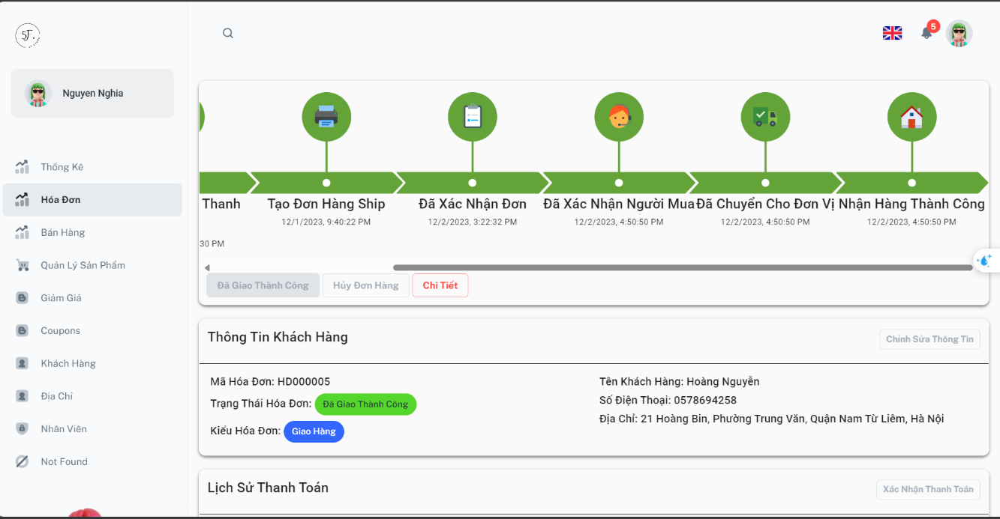 5F.
5
Nguyen Nghia
Thống Kê
Hóa Đơn
Bán Hàng
Quản Lý Sản Phẩm
Giảm Giá
Coupons
Khách Hàng
Địa Chỉ
Nhân Viên
Not Found
Thanh
Tạo Đơn Hàng Ship
Đã Xác Nhận Đơn
Đã Xác Nhận Người Mua
Đã Chuyển Cho Đơn Vị
Nhận Hàng Thành Công
12/1/2023, 9:40:22 PM
12/2/2023, 3:22:32 PM
12/2/2023, 4:50:50 PM
12/2/2023, 4:50:50 PM
12/2/2023, 4:50:50 PM
30 PM
Đã Giao Thành Công
Hủy Đơn Hàng
Chi Tiết
Thông Tin Khách Hàng
Chỉnh Sửa Thông Tin
Mã Hóa Đơn: HD000005
Trạng Thái Hóa Đơn: Đã Giao Thành Công
Kiểu Hóa Đơn: Giao Hàng
Tên Khách Hàng: Hoàng Nguyễn
Số Điện Thoại: 0578694258
Địa Chỉ: 21 Hoàng Bin, Phường Trung Văn, Quận Nam Từ Liêm, Hà Nội
Lịch Sử Thanh Toán
Xác Nhận Thanh Toán